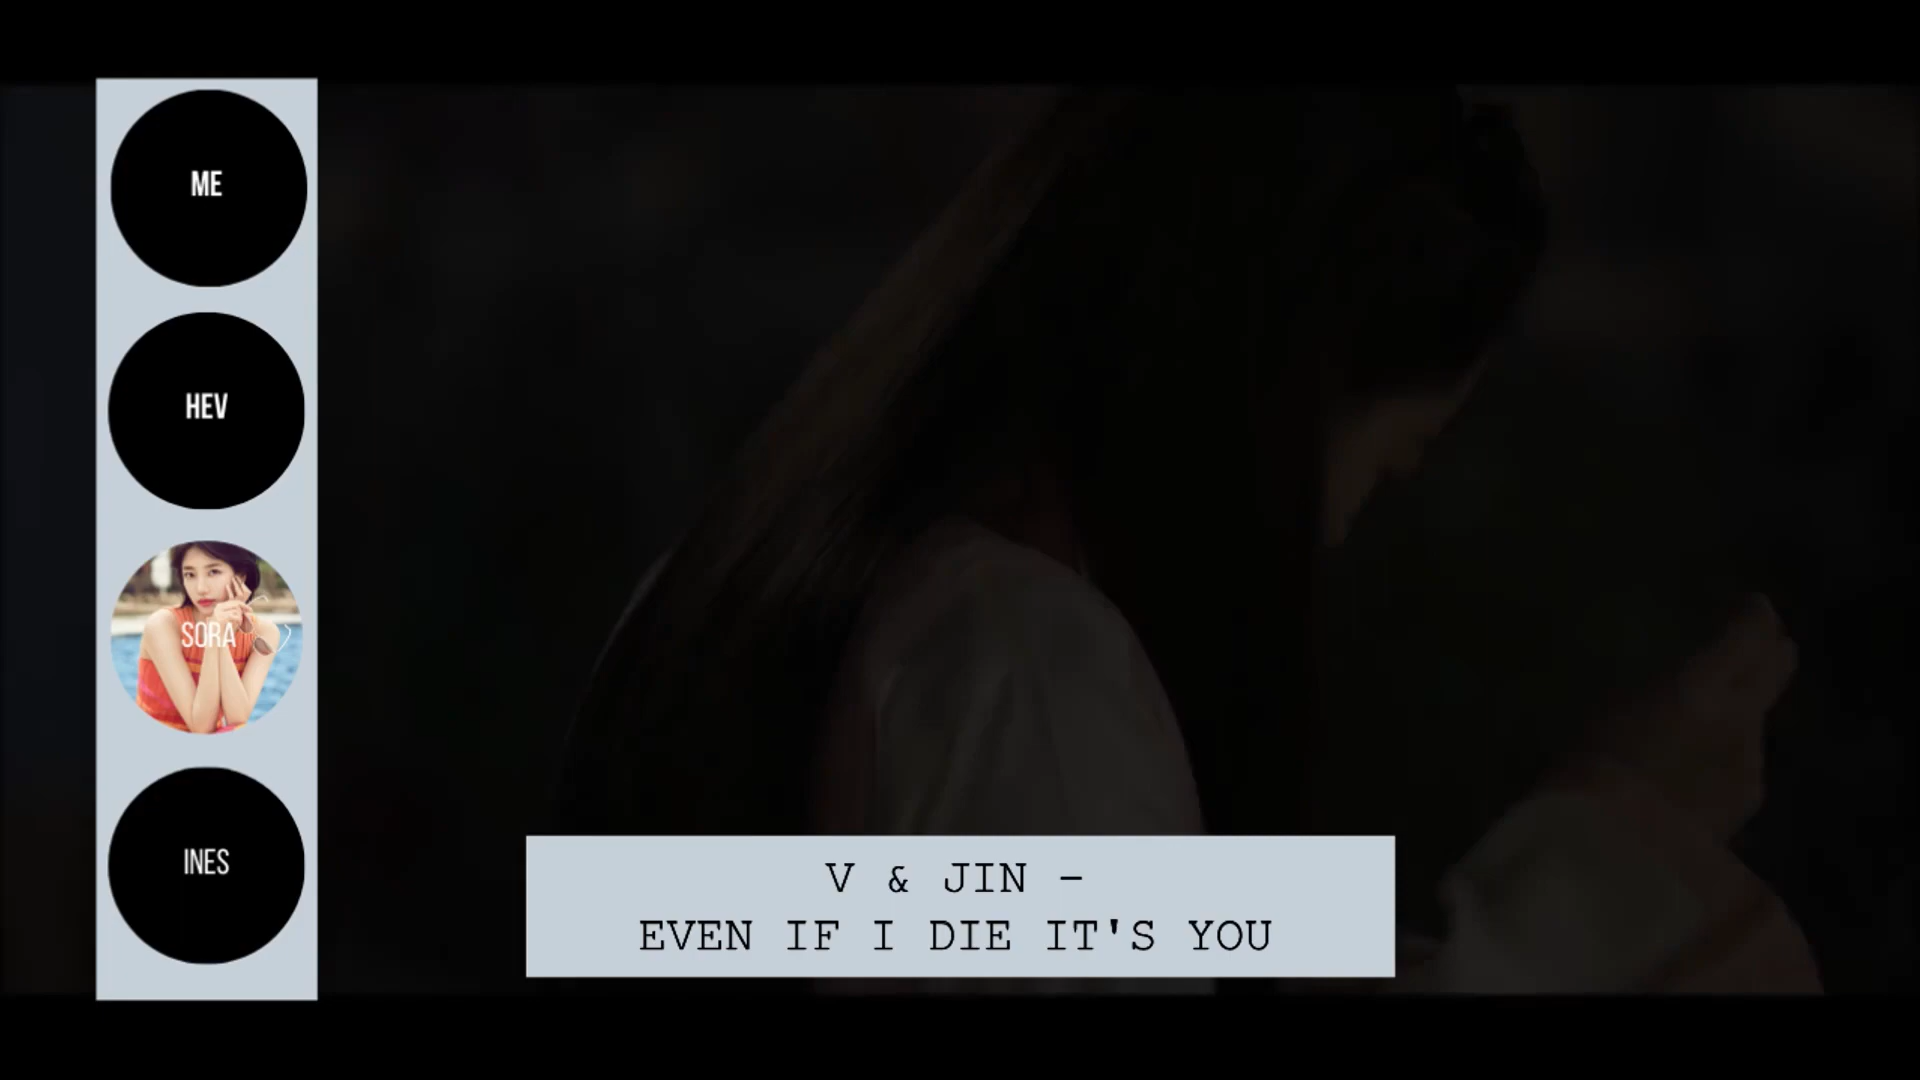 ME
HEV
SORA
INES
V & JIN -
EVEN IF I DIE IT'S YOU